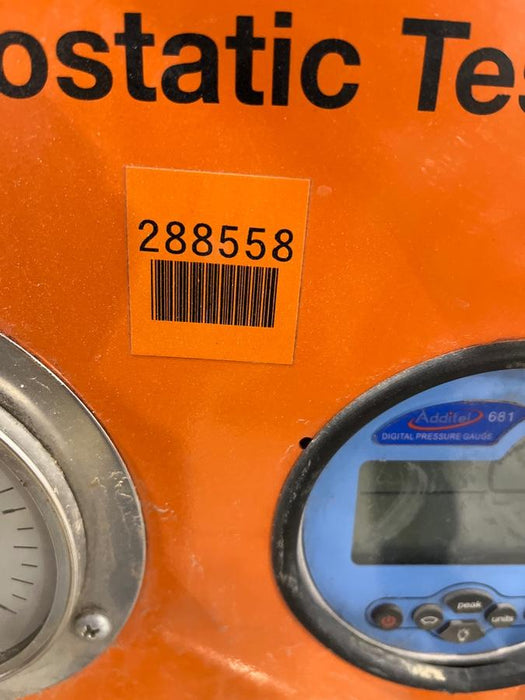 ostatic Tes
288558
Additel 681
DIGITAL PRESSURE GAUGE
peak
units